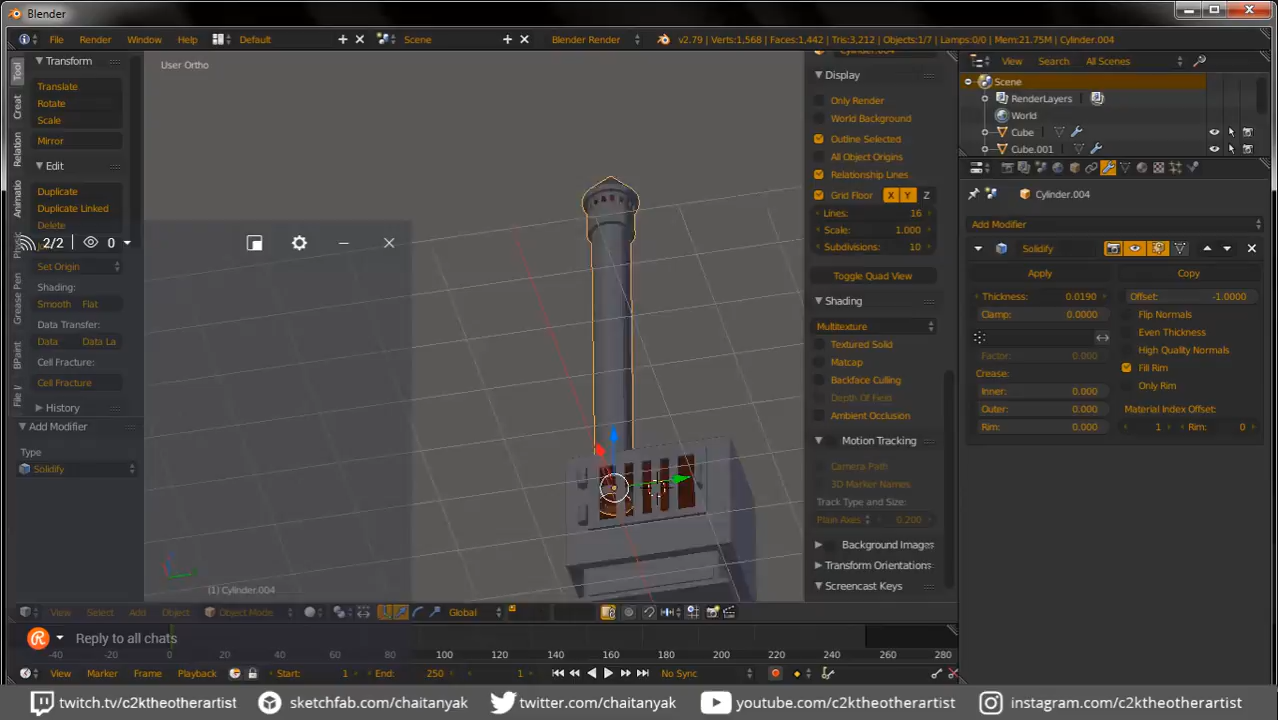 Blender
File Render Window Help Default Scene Blender Render v2.79 | Verts:1,568 | Faces:1,442 | Tris:3,212 | Objects:1/7 | Lamps:0/0 | Mem:21.75M | Cylinder.004
Transform
Translate
Rotate
Scale
Mirror
Edit
Duplicate
Duplicate Linked
Delete
2/2 0
Set Origin
Shading:
Smooth Flat
Data Transfer:
Data Data La
Cell Fracture:
Cell Fracture
History
Add Modifier
Type
Solidify
Tool
Creat
Relation
Animatio
Physic
Grease Pen
BPaint
File V
User Ortho
(1) Cylinder.004
View Select Add Object Object Mode Global
Display
Only Render
World Background
Outline Selected
All Object Origins
Relationship Lines
Grid Floor X Y Z
Lines: 16
Scale: 1.000
Subdivisions: 10
Toggle Quad View
Shading
Multitexture
Textured Solid
Matcap
Backface Culling
Depth Of Field
Ambient Occlusion
Motion Tracking
Camera Path
3D Marker Names
Track Type and Size:
Plain Axes 0.200
Background Images
Transform Orientations
Screencast Keys
View Search All Scenes
Scene
RenderLayers
World
Cube
Cube.001
Cylinder.004
Add Modifier
Solidify
Apply Copy
Thickness: 0.0190 Offset: -1.0000
Clamp: 0.0000 Flip Normals
Even Thickness
Factor: 0.000 High Quality Normals
Crease: Fill Rim
Inner: 0.000 Only Rim
Outer: 0.000 Material Index Offset:
Rim: 0.000 1 Rim: 0
Reply to all chats
-40 -20 0 20 40 60 80 100 120 140 160 180 200 220 240 260 280
View Marker Frame Playback Start: 1 End: 250 1 No Sync
twitch.tv/c2ktheotherartist sketchfab.com/chaitanyak twitter.com/chaitanyak youtube.com/c2ktheotherartist instagram.com/c2ktheotherartist